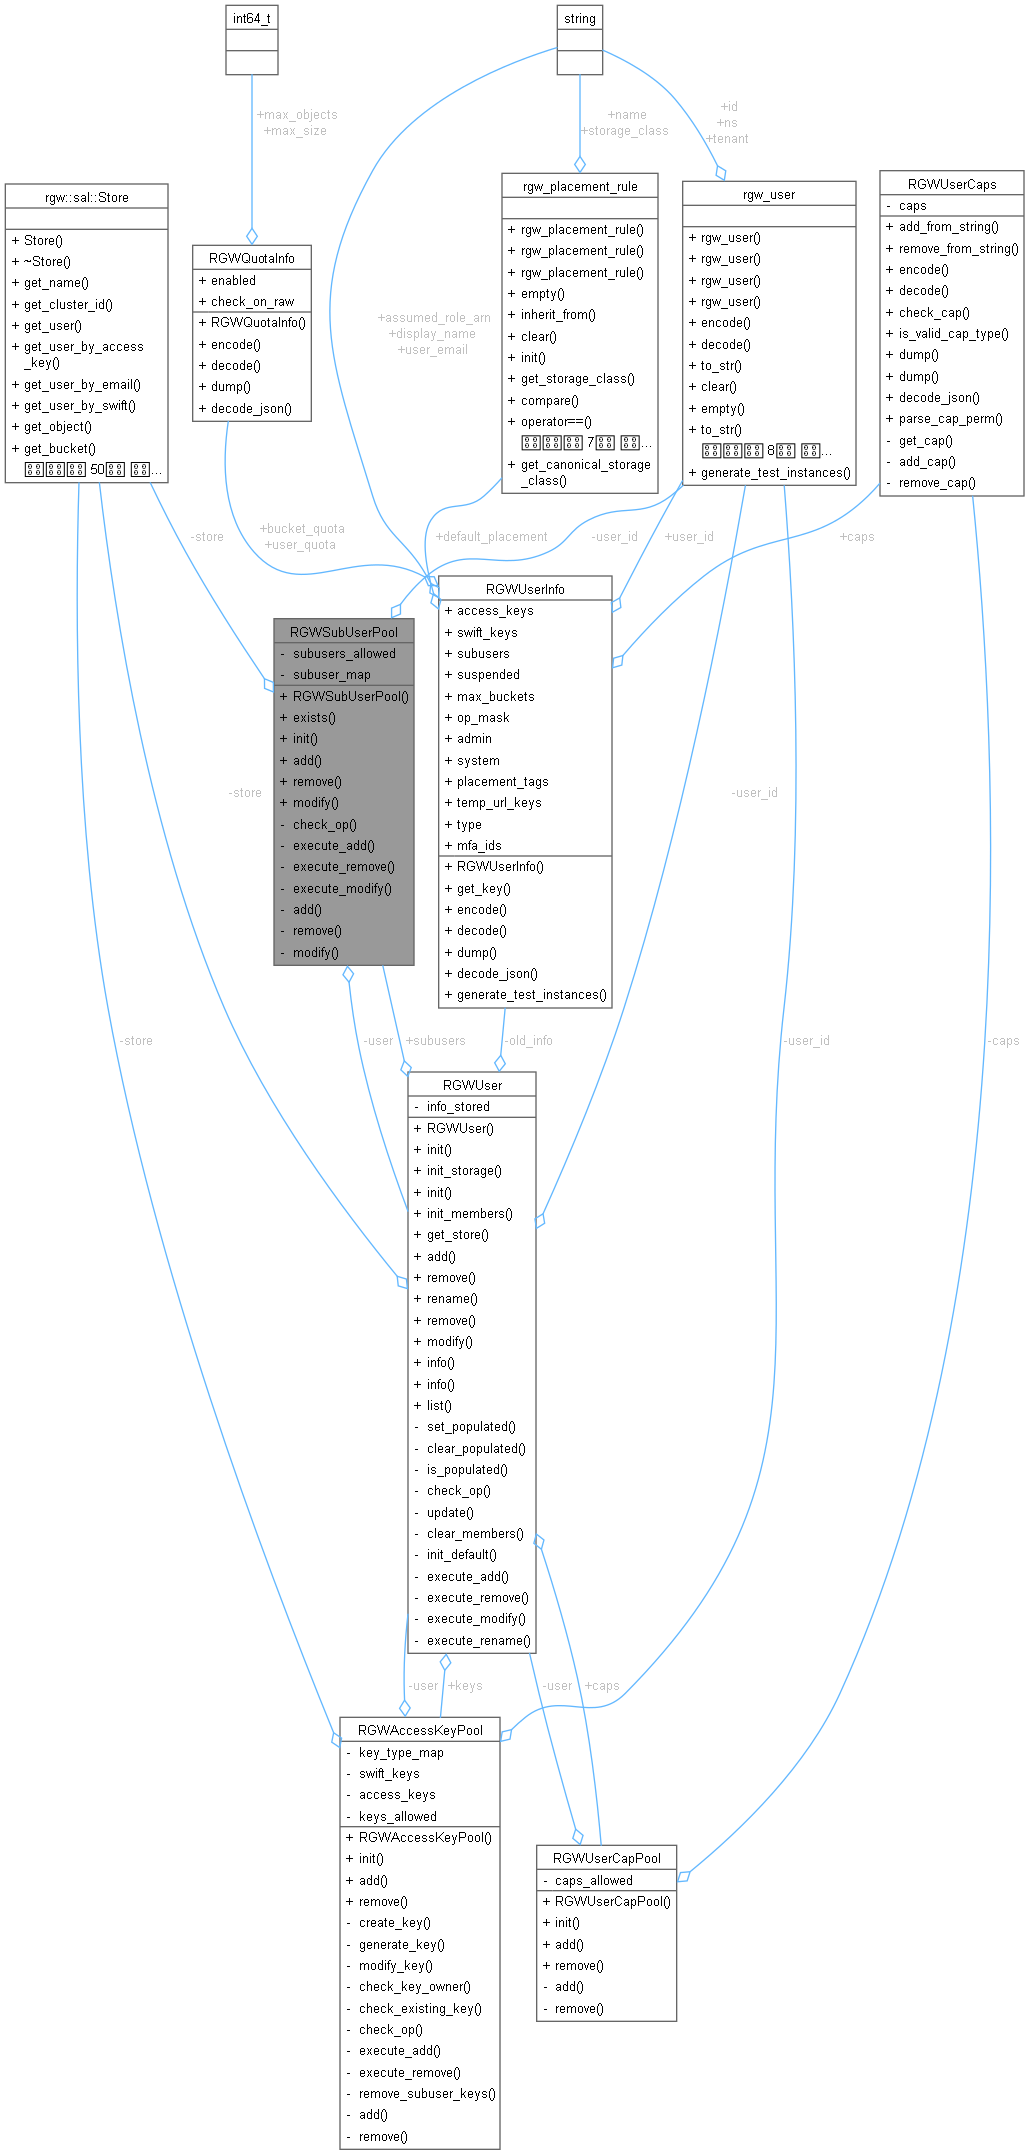 int64_t
string
+max_objects
+max_size
+name
+storage_class
+id
+ns
+tenant
rgw::sal::Store
+ Store()
+ ~Store()
+ get_name()
+ get_cluster_id()
+ get_user()
+ get_user_by_access
_key()
+ get_user_by_email()
+ get_user_by_swift()
+ get_object()
+ get_bucket()
50 ...
RGWQuotaInfo
+ enabled
+ check_on_raw
+ RGWQuotaInfo()
+ encode()
+ decode()
+ dump()
+ decode_json()
rgw_placement_rule
+ rgw_placement_rule()
+ rgw_placement_rule()
+ rgw_placement_rule()
+ empty()
+ inherit_from()
+ clear()
+ init()
+ get_storage_class()
+ compare()
+ operator==()
7 ...
+ get_canonical_storage
_class()
rgw_user
+ rgw_user()
+ rgw_user()
+ rgw_user()
+ rgw_user()
+ encode()
+ decode()
+ to_str()
+ clear()
+ empty()
+ to_str()
8 ...
+ generate_test_instances()
RGWUserCaps
- caps
+ add_from_string()
+ remove_from_string()
+ encode()
+ decode()
+ check_cap()
+ is_valid_cap_type()
+ dump()
+ dump()
+ decode_json()
+ parse_cap_perm()
- get_cap()
- add_cap()
- remove_cap()
+assumed_role_arn
+display_name
+user_email
-store
+bucket_quota
+user_quota
+default_placement
-user_id
+user_id
+caps
RGWSubUserPool
- subusers_allowed
- subuser_map
+ RGWSubUserPool()
+ exists()
+ init()
+ add()
+ remove()
+ modify()
- check_op()
- execute_add()
- execute_remove()
- execute_modify()
- add()
- remove()
- modify()
RGWUserInfo
+ access_keys
+ swift_keys
+ subusers
+ suspended
+ max_buckets
+ op_mask
+ admin
+ system
+ placement_tags
+ temp_url_keys
+ type
+ mfa_ids
+ RGWUserInfo()
+ get_key()
+ encode()
+ decode()
+ dump()
+ decode_json()
+ generate_test_instances()
-store
-user_id
-store
-user
+subusers
-old_info
-user_id
-caps
RGWUser
- info_stored
+ RGWUser()
+ init()
+ init_storage()
+ init()
+ init_members()
+ get_store()
+ add()
+ remove()
+ rename()
+ remove()
+ modify()
+ info()
+ info()
+ list()
- set_populated()
- clear_populated()
- is_populated()
- check_op()
- update()
- clear_members()
- init_default()
- execute_add()
- execute_remove()
- execute_modify()
- execute_rename()
-user
+keys
-user
+caps
RGWAccessKeyPool
- key_type_map
- swift_keys
- access_keys
- keys_allowed
+ RGWAccessKeyPool()
+ init()
+ add()
+ remove()
- create_key()
- generate_key()
- modify_key()
- check_key_owner()
- check_existing_key()
- check_op()
- execute_add()
- execute_remove()
- remove_subuser_keys()
- add()
- remove()
RGWUserCapPool
- caps_allowed
+ RGWUserCapPool()
+ init()
+ add()
+ remove()
- add()
- remove()